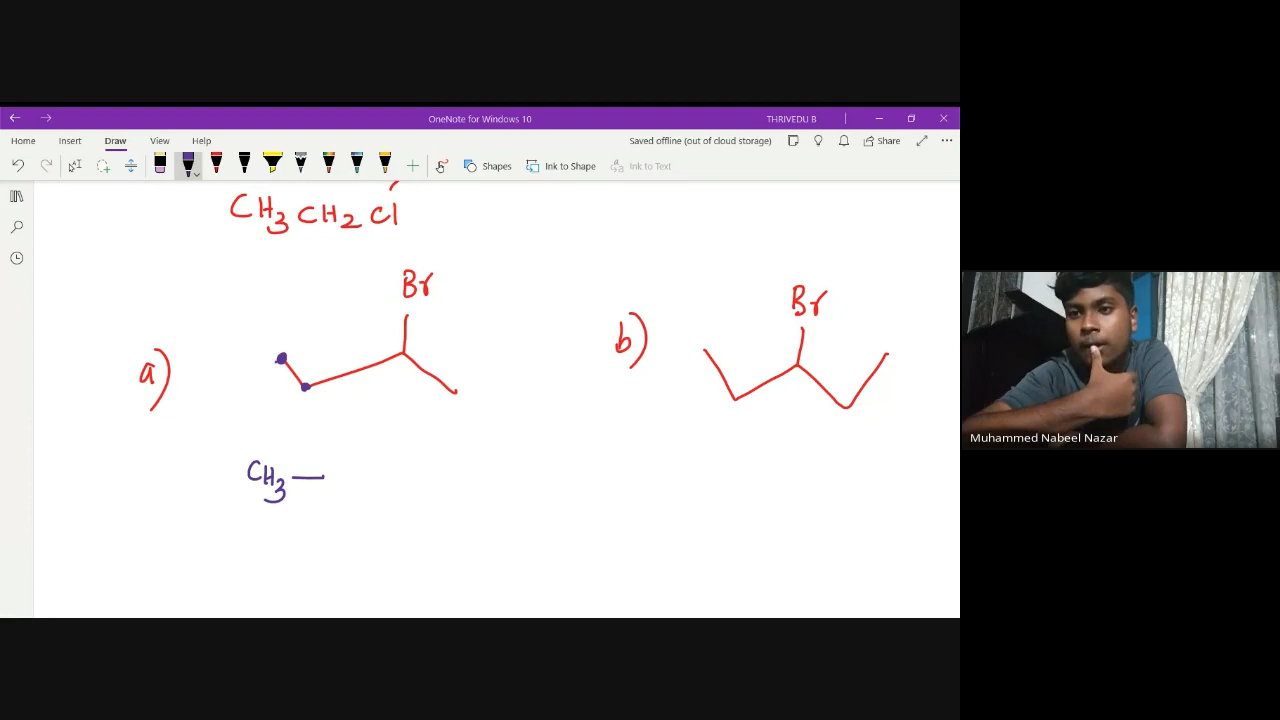 OneNote for Windows 10
THRIVEDU B
Home Insert Draw View Help
Saved offline (out of cloud storage)
Share
Shapes
Ink to Shape
Ink to Text
CH3 CH2 Cl
Br
a)
Br
b)
CH3 —
Muhammed Nabeel Nazar